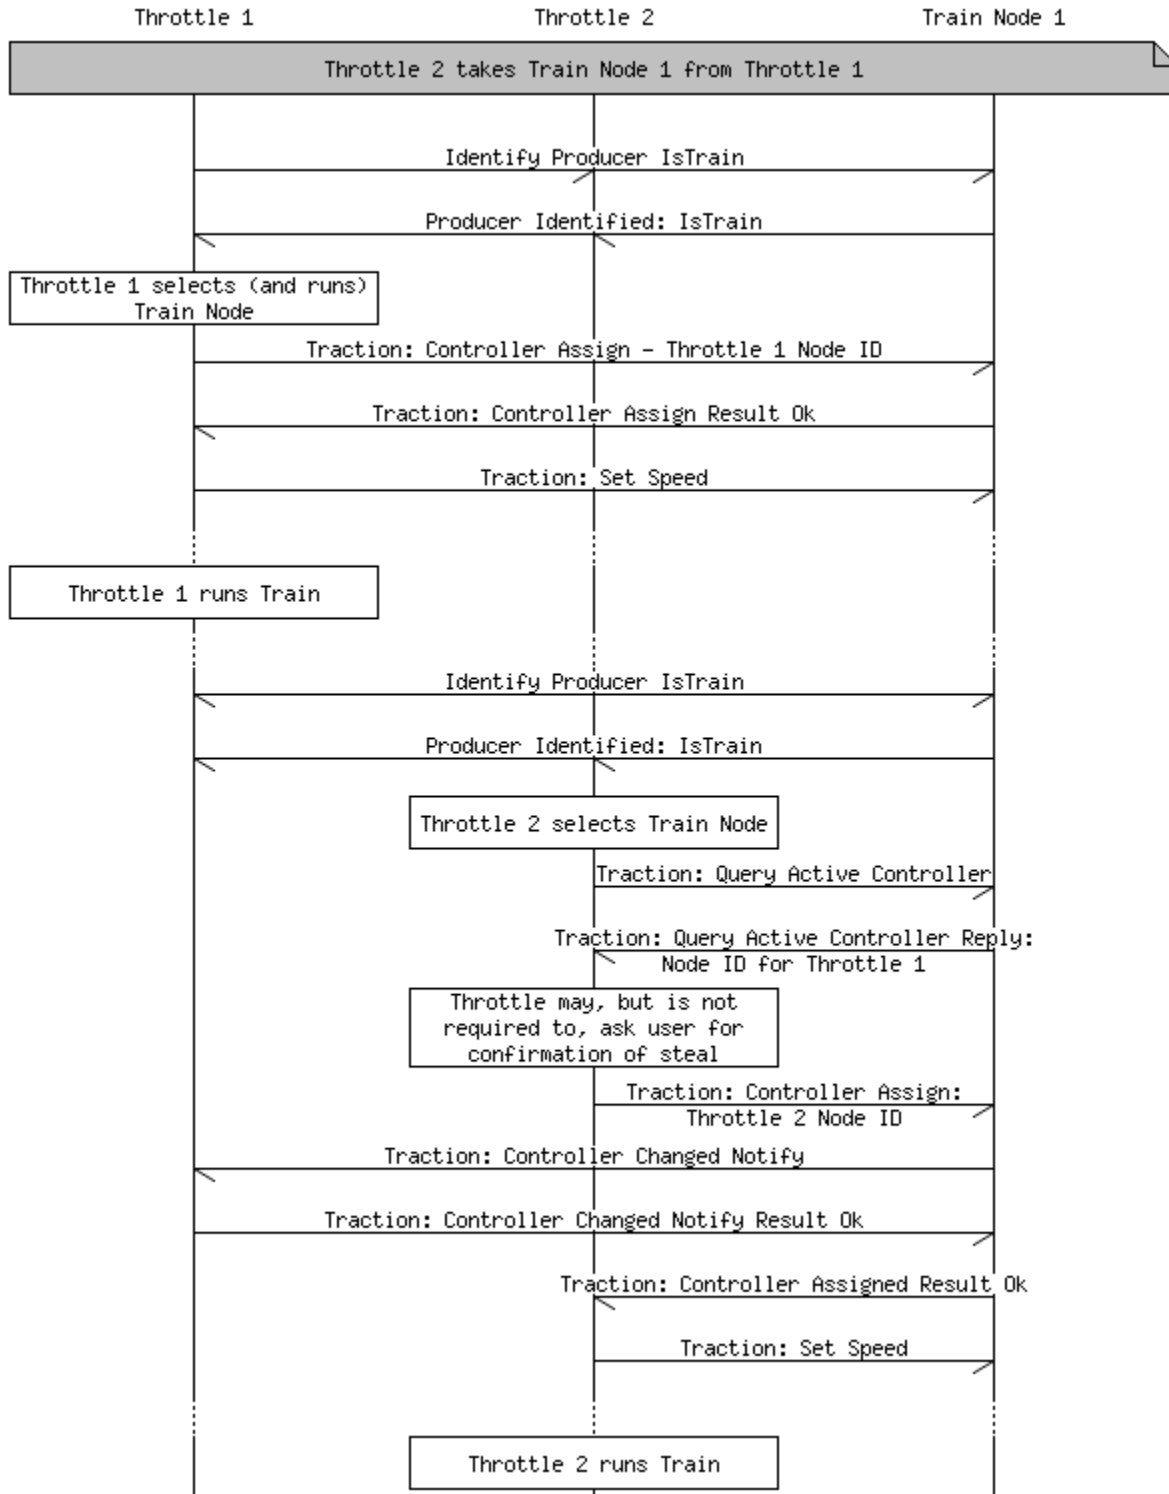 Throttle 1 Throttle 2 Train Node 1
Throttle 2 takes Train Node 1 from Throttle 1
Identify Producer IsTrain
Producer Identified: IsTrain
Throttle 1 selects (and runs)
Train Node
Traction: Controller Assign - Throttle 1 Node ID
Traction: Controller Assign Result Ok
Traction: Set Speed
Throttle 1 runs Train
Identify Producer IsTrain
Producer Identified: IsTrain
Throttle 2 selects Train Node
Traction: Query Active Controller
Traction: Query Active Controller Reply:
Node ID for Throttle 1
Throttle may, but is not
required to, ask user for
confirmation of steal
Traction: Controller Assign:
Throttle 2 Node ID
Traction: Controller Changed Notify
Traction: Controller Changed Notify Result Ok
Traction: Controller Assigned Result Ok
Traction: Set Speed
Throttle 2 runs Train